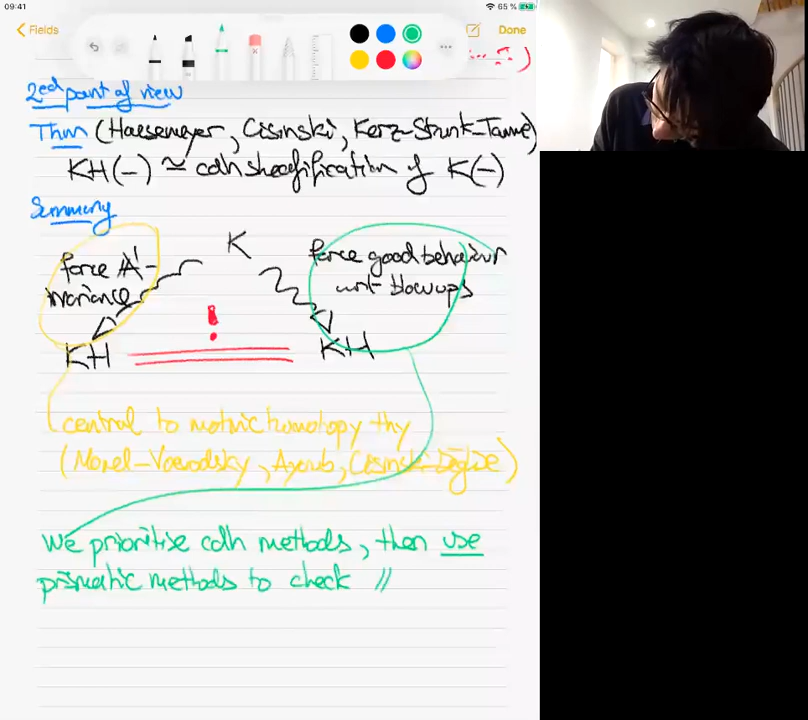 09:41
65 %
Fields
Done
2nd point of view
Thm (Haesemeyer, Cisinski, Kerz-Strunk-Tamme)
KH(-) ≃ cdh sheafification of K(-)
Summary
K
force A¹-
invariance
force good behaviour
wrt blowups
!
KH
KH
central to motivic homotopy thy
(Morel-Voevodsky, Ayoub, Cisinski-Déglise)
We prioritise cdh methods, then use
prismatic methods to check //